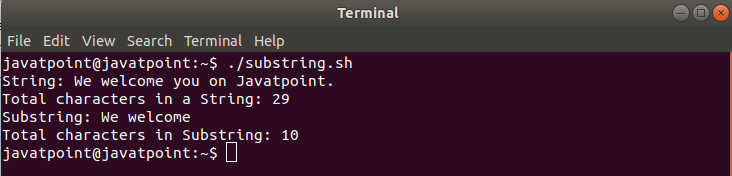 Terminal
File Edit View Search Terminal Help
javatpoint@javatpoint:~$ ./substring.sh
String: We welcome you on Javatpoint.
Total characters in a String: 29
Substring: We welcome
Total characters in Substring: 10
javatpoint@javatpoint:~$